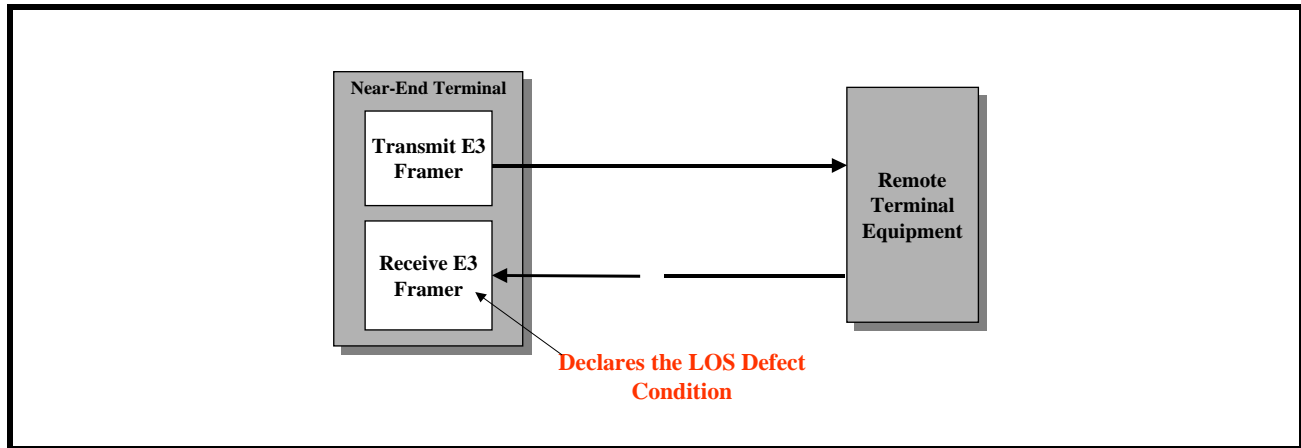 Near-End Terminal
Transmit E3
Framer
Receive E3
Framer
Remote
Terminal
Equipment
Declares the LOS Defect
Condition